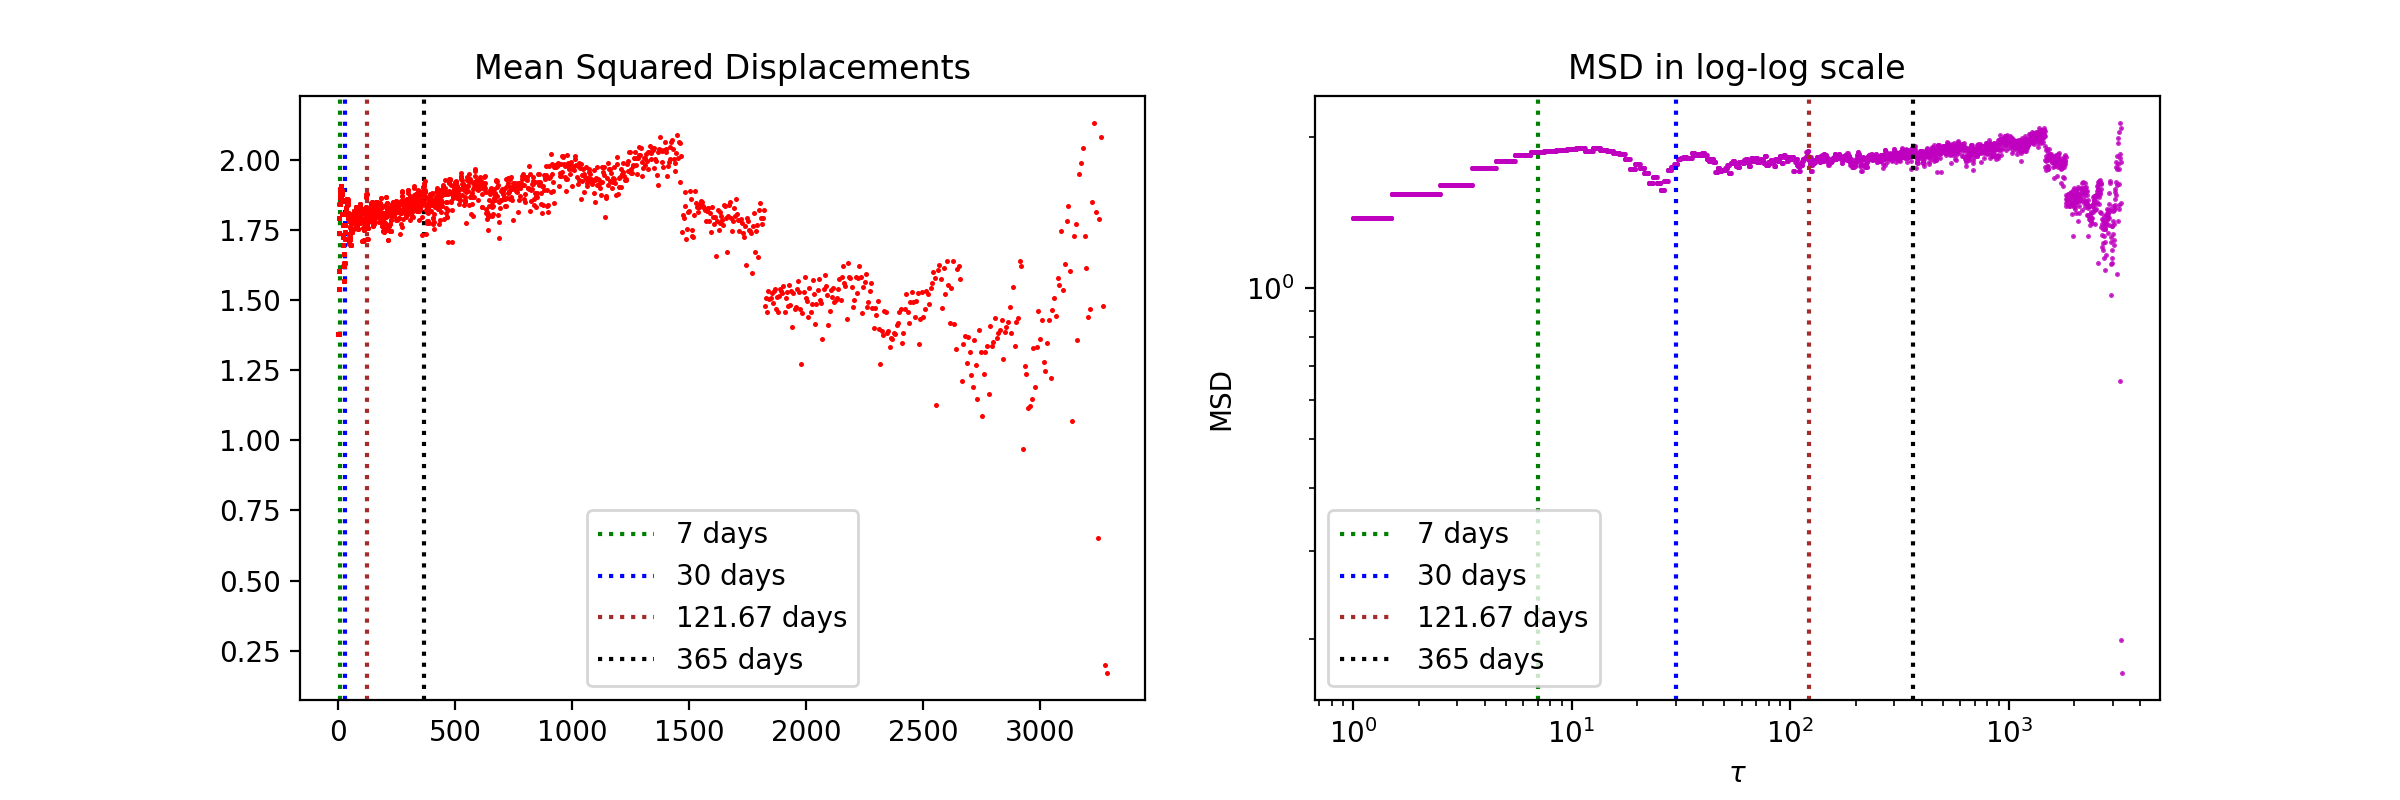 Mean Squared Displacements
2.00
1.75
1.50
1.25
1.00
0.75
0.50
0.25
0 500 1000 1500 2000 2500 3000
7 days
30 days
121.67 days
365 days
MSD in log-log scale
MSD
10⁰
10⁰ 10¹ 10² 10³
τ
7 days
30 days
121.67 days
365 days